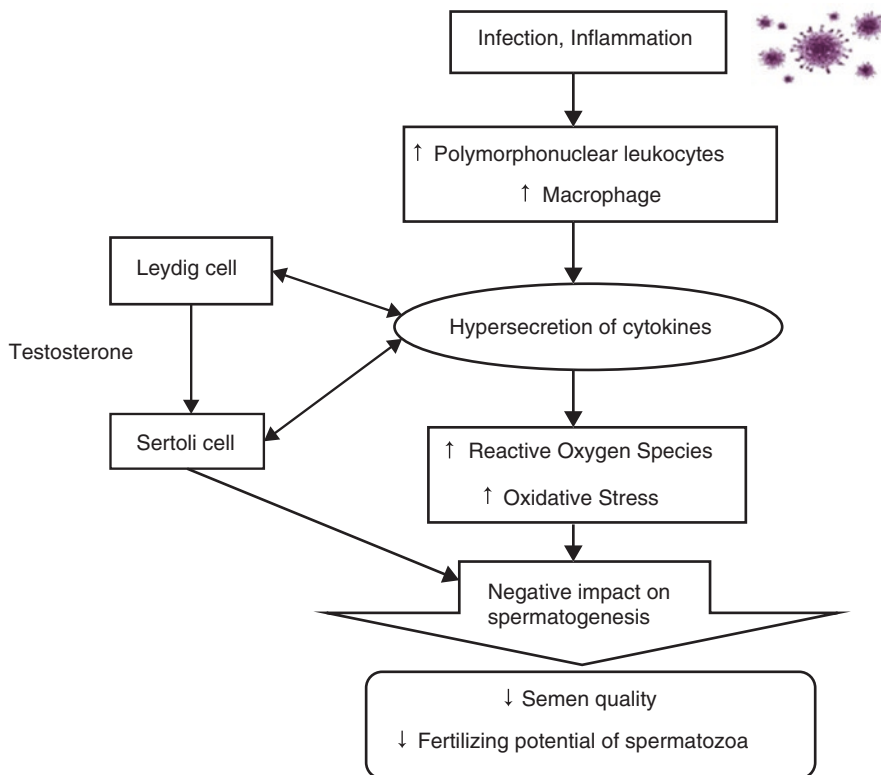 Infection, Inflammation
↑ Polymorphonuclear leukocytes
↑ Macrophage
Leydig cell
Hypersecretion of cytokines
Testosterone
Sertoli cell
↑ Reactive Oxygen Species
↑ Oxidative Stress
Negative impact on
spermatogenesis
↓ Semen quality
↓ Fertilizing potential of spermatozoa